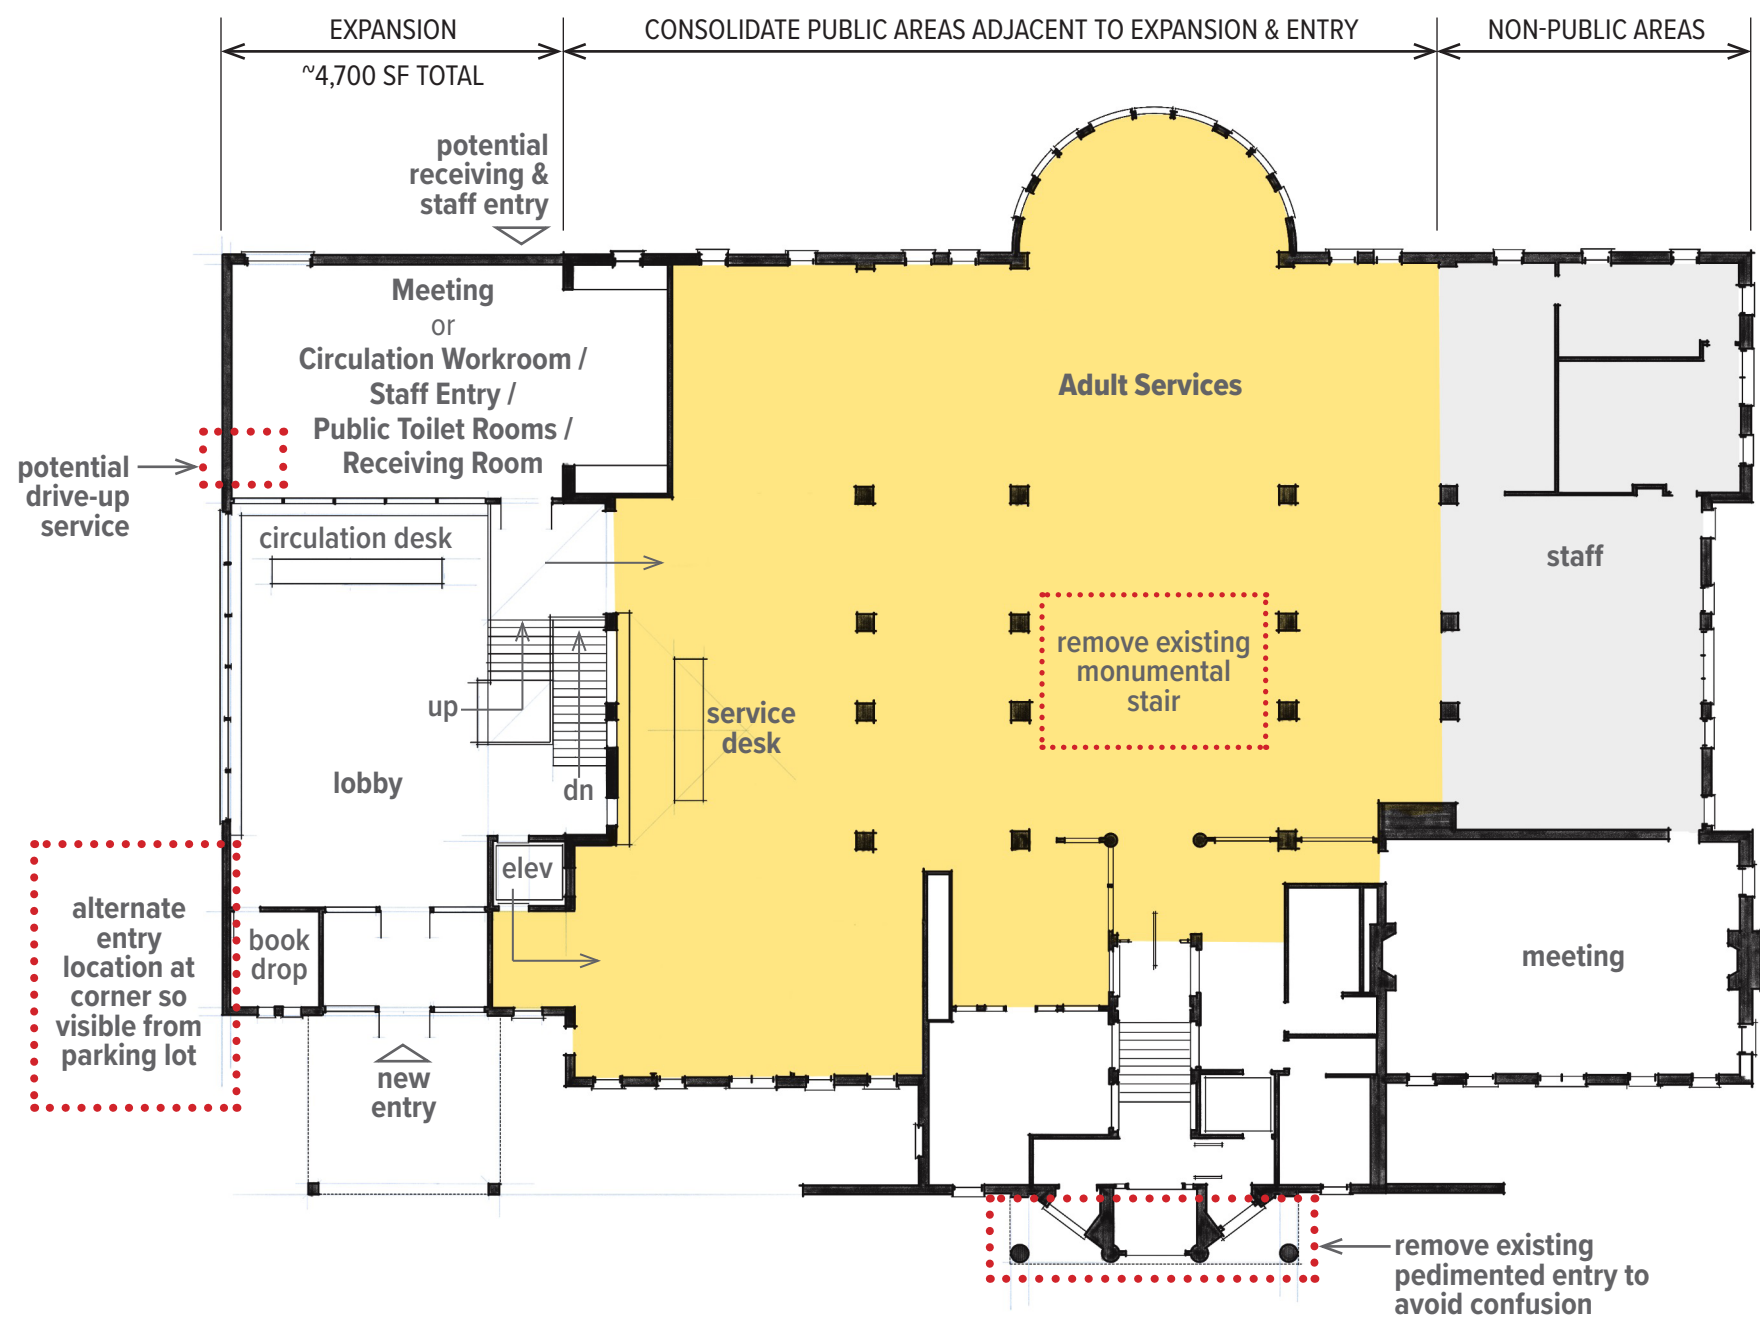 EXPANSION
~4,700 SF TOTAL
CONSOLIDATE PUBLIC AREAS ADJACENT TO EXPANSION & ENTRY
NON-PUBLIC AREAS
potential
receiving &
staff entry
Meeting
or
Circulation Workroom /
Staff Entry /
Public Toilet Rooms /
Receiving Room
Adult Services
potential
drive-up
service
circulation desk
staff
remove existing
monumental
stair
up
service
desk
lobby
dn
elev
alternate
entry
location at
corner so
visible from
parking lot
book
drop
meeting
new
entry
remove existing
pedimented entry to
avoid confusion